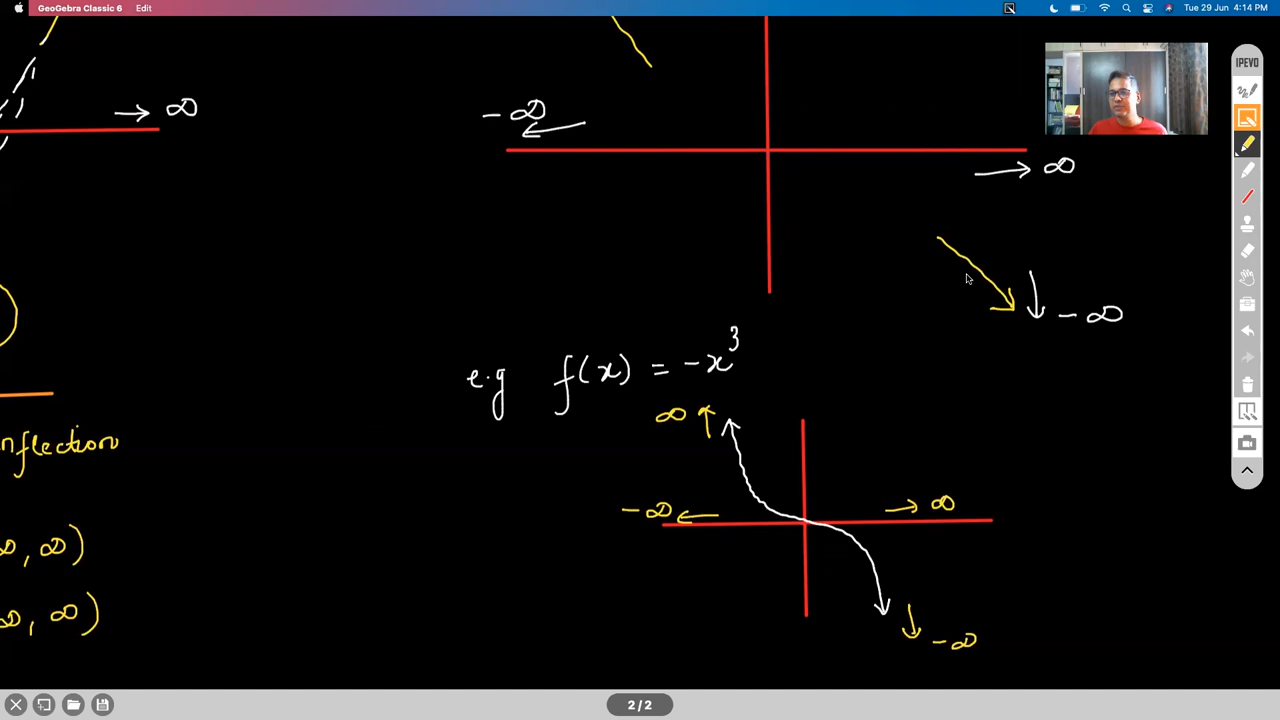 GeoGebra Classic 6 Edit Tue 29 Jun 4:14 PM
IPEVO
→ ∞
- ∞ ←
→ ∞
↓ - ∞
e.g f(x) = -x³
∞ ↑
nflection
- ∞ ← → ∞
∞, ∞)
∞, ∞)
↓ - ∞
2/2